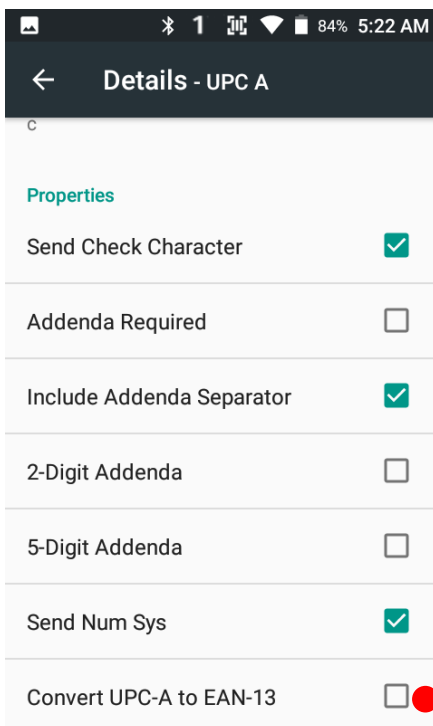 1 84% 5:22 AM
Details - UPC A
C
Properties
Send Check Character
Addenda Required
Include Addenda Separator
2-Digit Addenda
5-Digit Addenda
Send Num Sys
Convert UPC-A to EAN-13